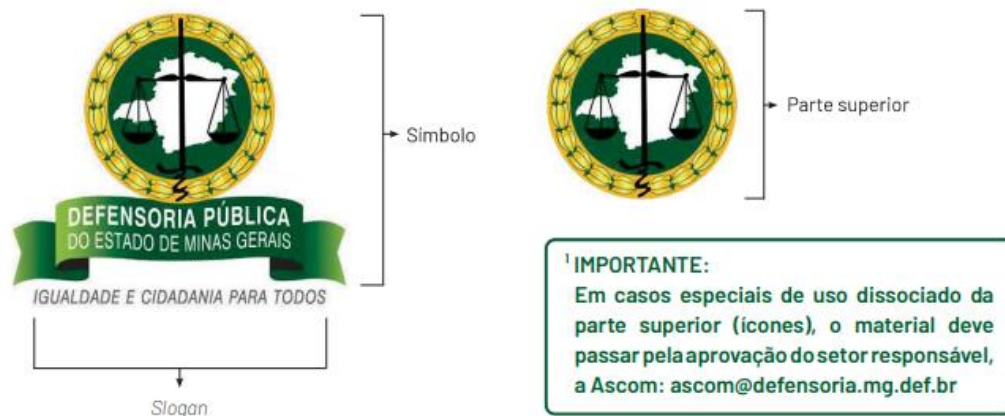 Símbolo
DEFENSORIA PÚBLICA
DO ESTADO DE MINAS GERAIS
IGUALDADE E CIDADANIA PARA TODOS
Slogan
Parte superior
¹ IMPORTANTE:
Em casos especiais de uso dissociado da
parte superior (ícones), o material deve
passar pela aprovação do setor responsável,
a Ascom: ascom@defensoria.mg.def.br